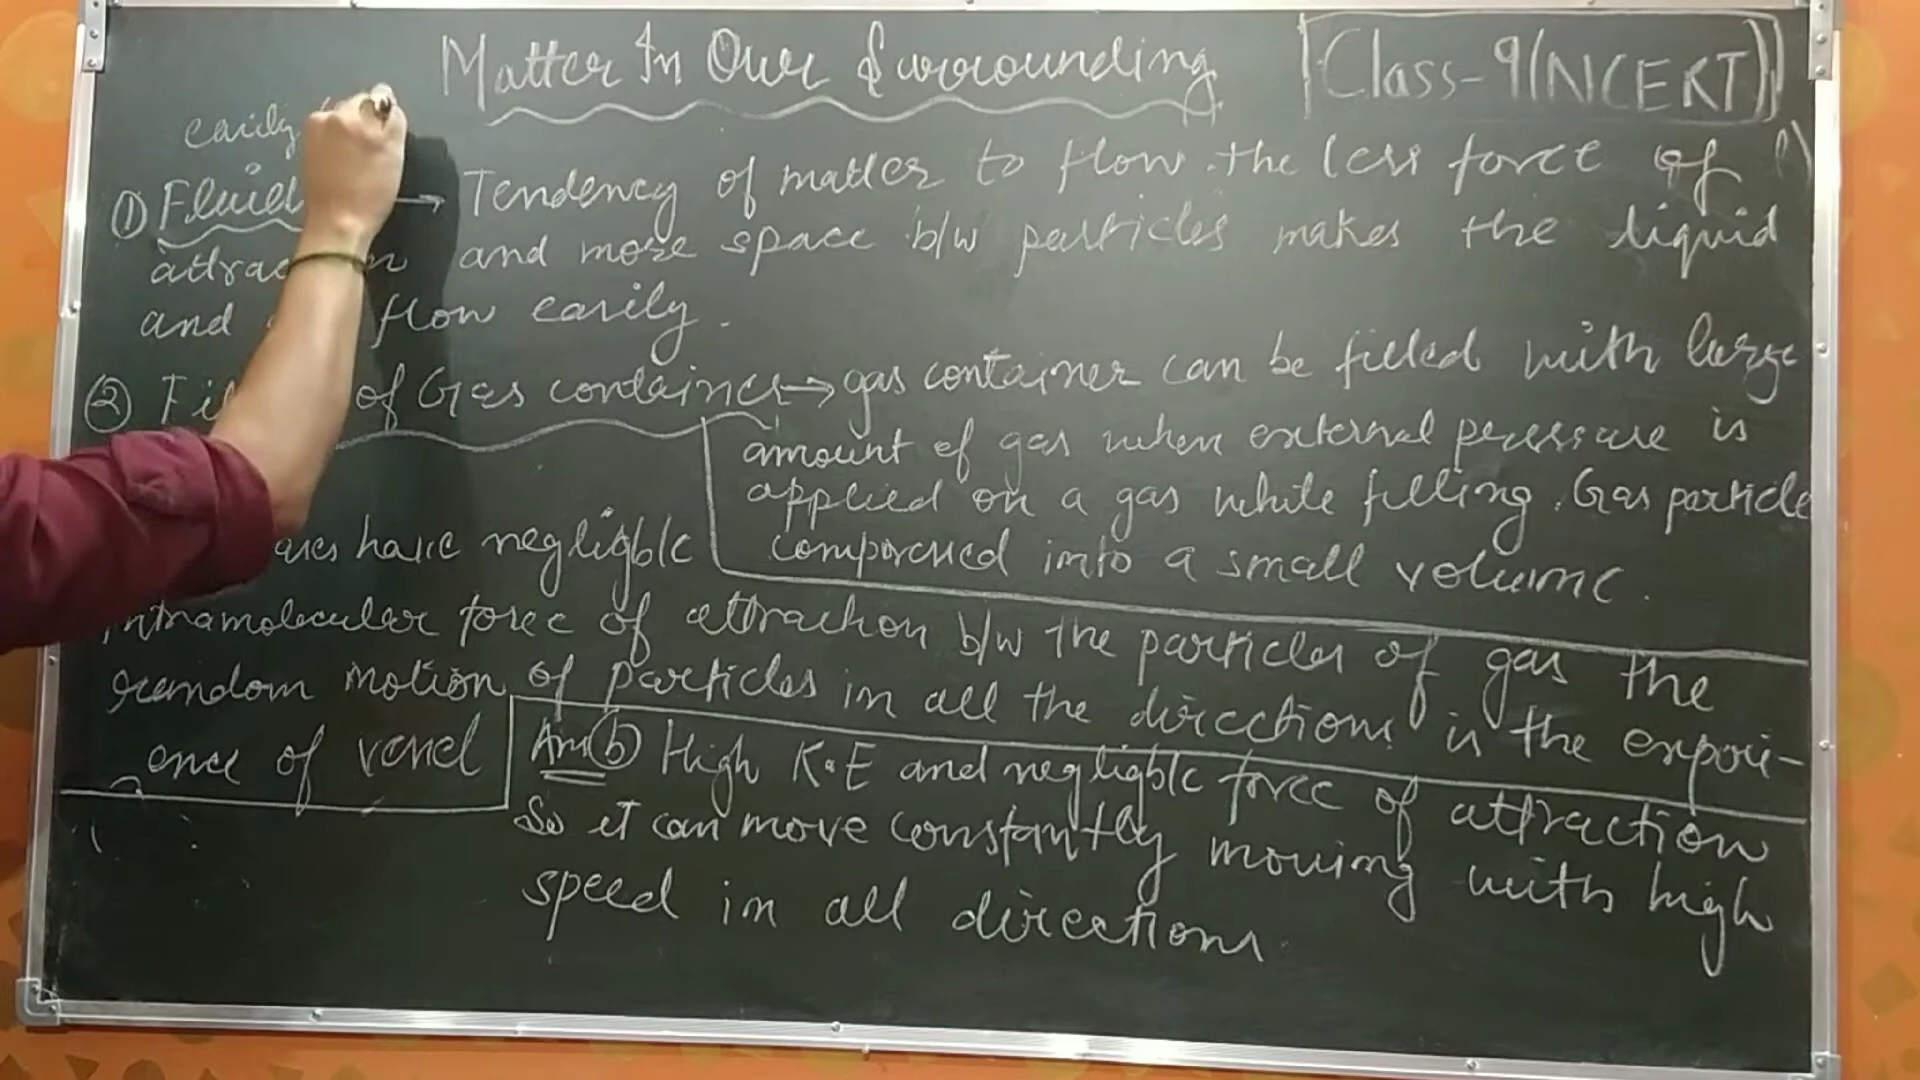 Matter In Our Surrounding
Class-9(NCERT)
easily
① Fluid → Tendency of matter to flow. the less force of
attrac n and more space b/w particles makes the liquid
and flow easily.
② Fi of Gas container → gas container can be filled with large
amount of gas when external pressure is
applied on a gas while filling. Gas particle
compressed into a small volume.
ases have negligble
intramolecular force of attraction b/w the particles of gas the
random motion of particles in all the directions is the experi-
ence of vessel
Ans(b) High K.E and negligble force of attraction
So it can move constantly moving with high
speed in all directions